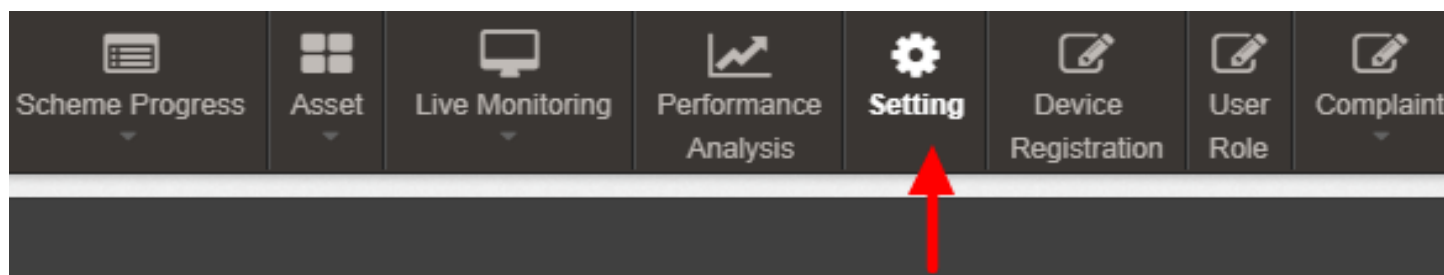 Scheme Progress
Asset
Live Monitoring
Performance
Analysis
Setting
Device
Registration
User
Role
Complaint